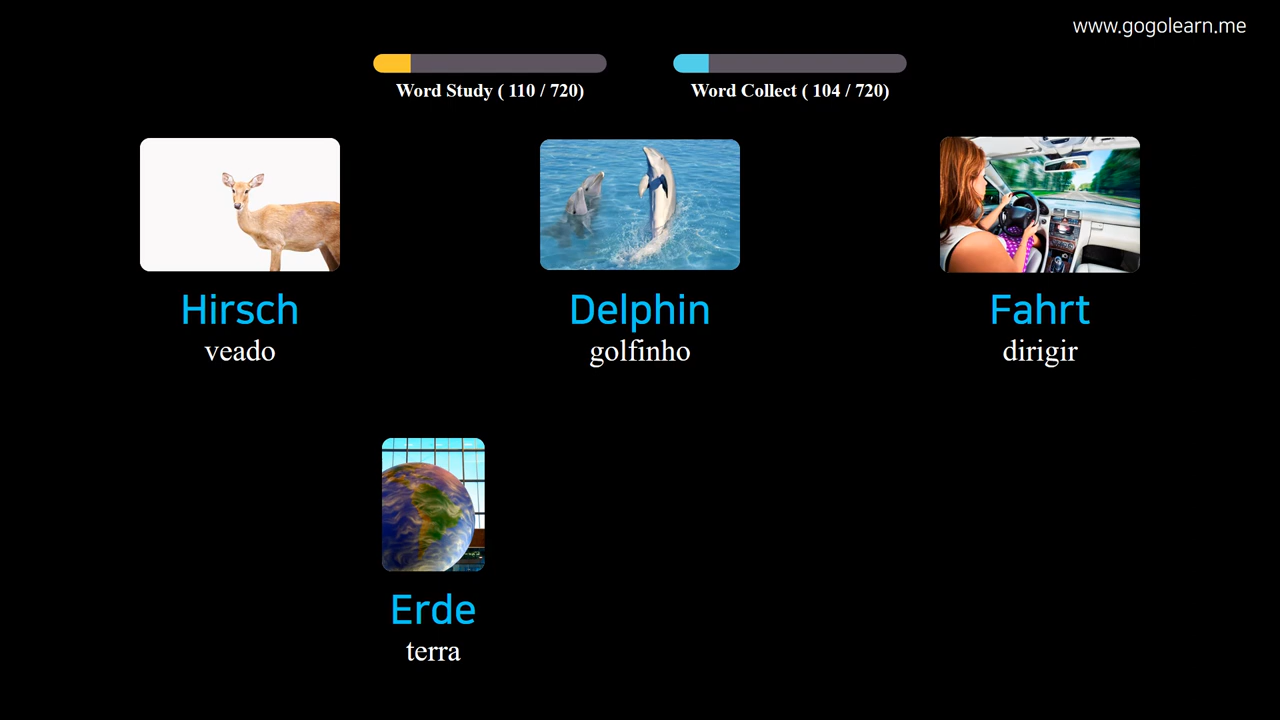 www.gogolearn.me
Word Study ( 110 / 720)
Word Collect ( 104 / 720)
Hirsch
veado
Delphin
golfinho
Fahrt
dirigir
Erde
terra